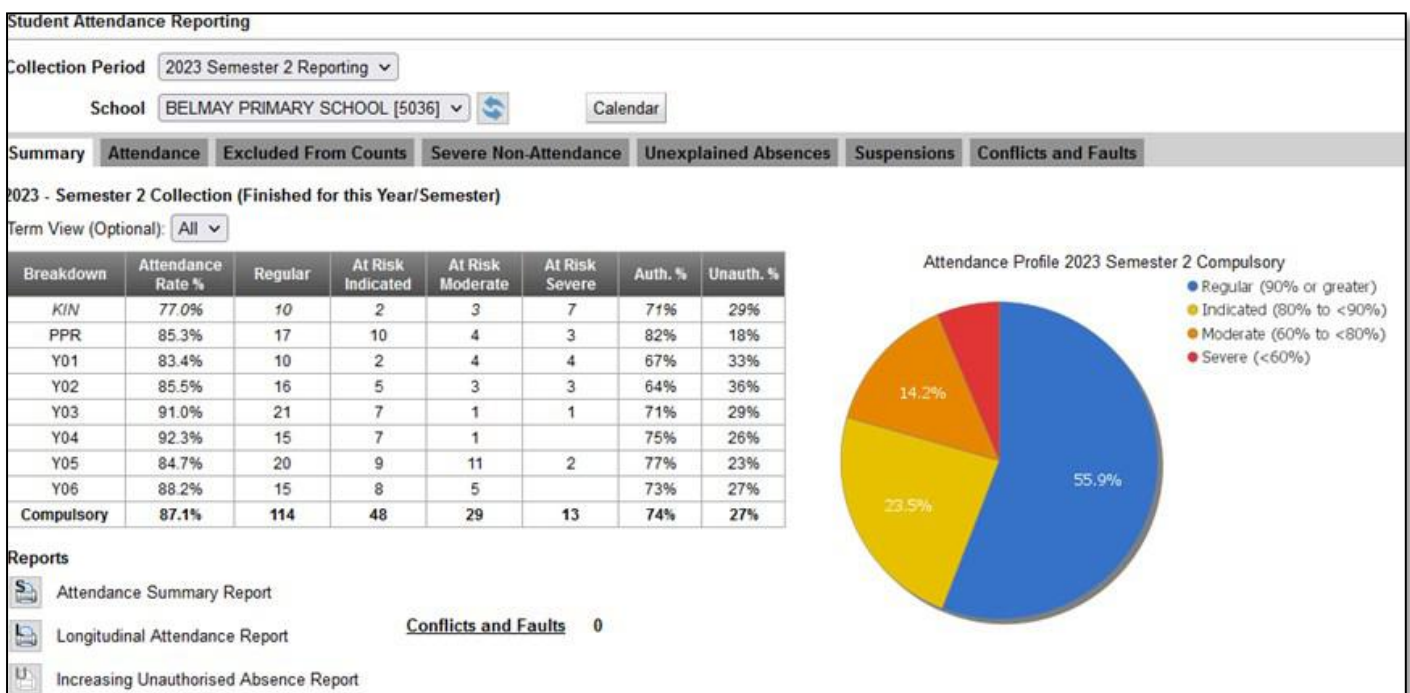 Student Attendance Reporting
Collection Period 2023 Semester 2 Reporting
School BELMAY PRIMARY SCHOOL [5036] Calendar
Summary Attendance Excluded From Counts Severe Non-Attendance Unexplained Absences Suspensions Conflicts and Faults
2023 - Semester 2 Collection (Finished for this Year/Semester)
Term View (Optional): All
Breakdown Attendance Rate % Regular At Risk Indicated At Risk Moderate At Risk Severe Auth. % Unauth. %
KIN 77.0% 10 2 3 7 71% 29%
PPR 85.3% 17 10 4 3 82% 18%
Y01 83.4% 10 2 4 4 67% 33%
Y02 85.5% 16 5 3 3 64% 36%
Y03 91.0% 21 7 1 1 71% 29%
Y04 92.3% 15 7 1 75% 26%
Y05 84.7% 20 9 11 2 77% 23%
Y06 88.2% 15 8 5 73% 27%
Compulsory 87.1% 114 48 29 13 74% 27%
Attendance Profile 2023 Semester 2 Compulsory
Regular (90% or greater)
Indicated (80% to <90%)
Moderate (60% to <80%)
Severe (<60%)
14.2%
55.9%
23.5%
Reports
S Attendance Summary Report
L Longitudinal Attendance Report
Conflicts and Faults 0
U Increasing Unauthorised Absence Report